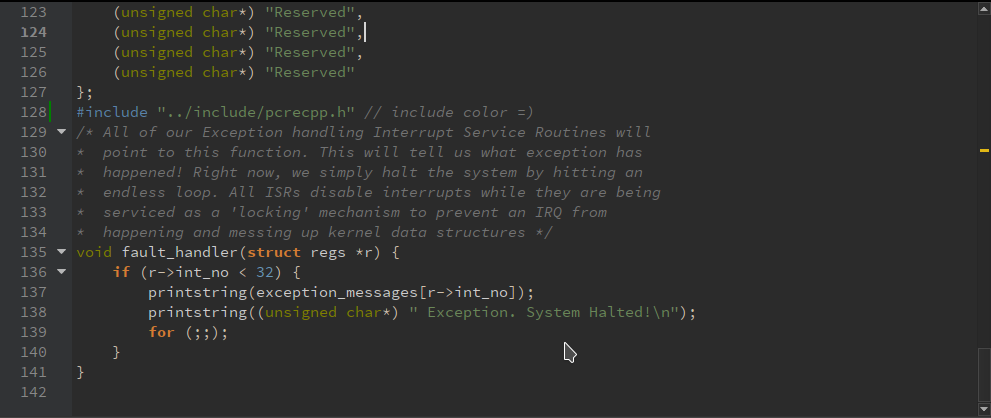 123 (unsigned char*) "Reserved",
124 (unsigned char*) "Reserved",
125 (unsigned char*) "Reserved",
126 (unsigned char*) "Reserved"
127 };
128 #include "../include/pcrecpp.h" // include color =)
129 /* All of our Exception handling Interrupt Service Routines will
130 *  point to this function. This will tell us what exception has
131 *  happened! Right now, we simply halt the system by hitting an
132 *  endless loop. All ISRs disable interrupts while they are being
133 *  serviced as a 'locking' mechanism to prevent an IRQ from
134 *  happening and messing up kernel data structures */
135 void fault_handler(struct regs *r) {
136     if (r->int_no < 32) {
137         printstring(exception_messages[r->int_no]);
138         printstring((unsigned char*) " Exception. System Halted!\n");
139         for (;;);
140     }
141 }
142